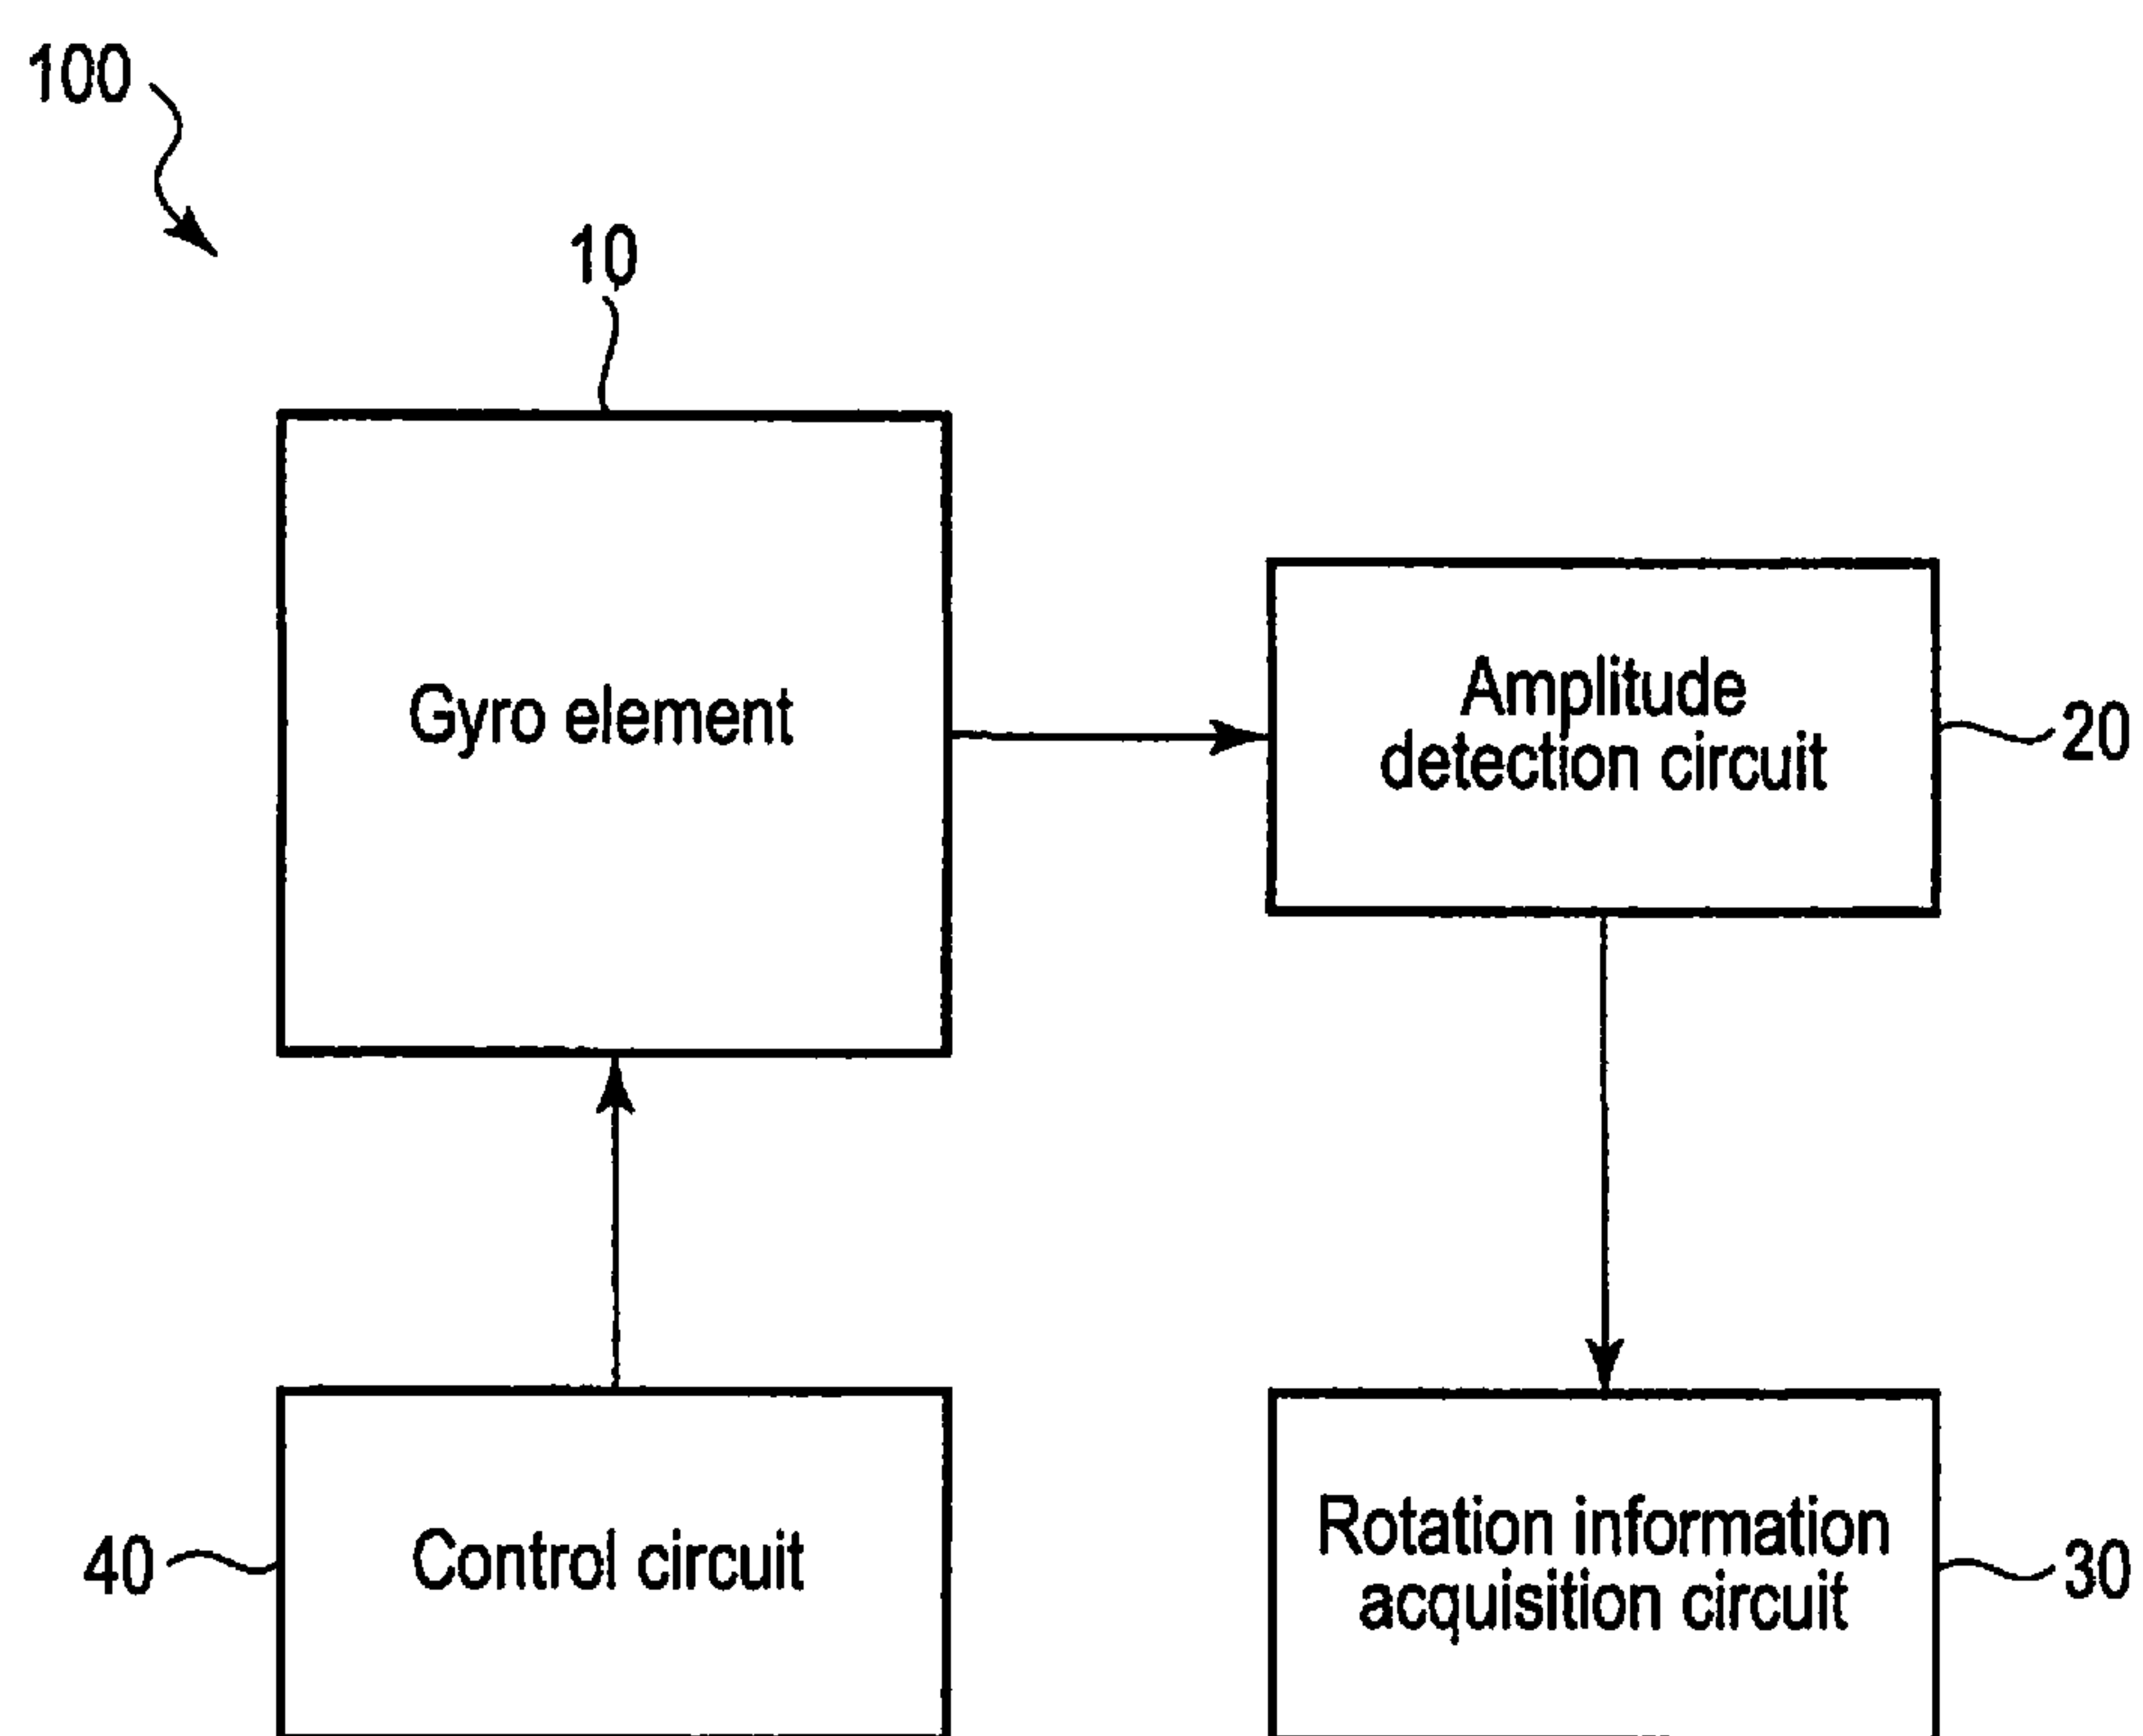 100
10
Gyro element
Amplitude
detection circuit
20
40
Control circuit
Rotation information
acquisition circuit
30